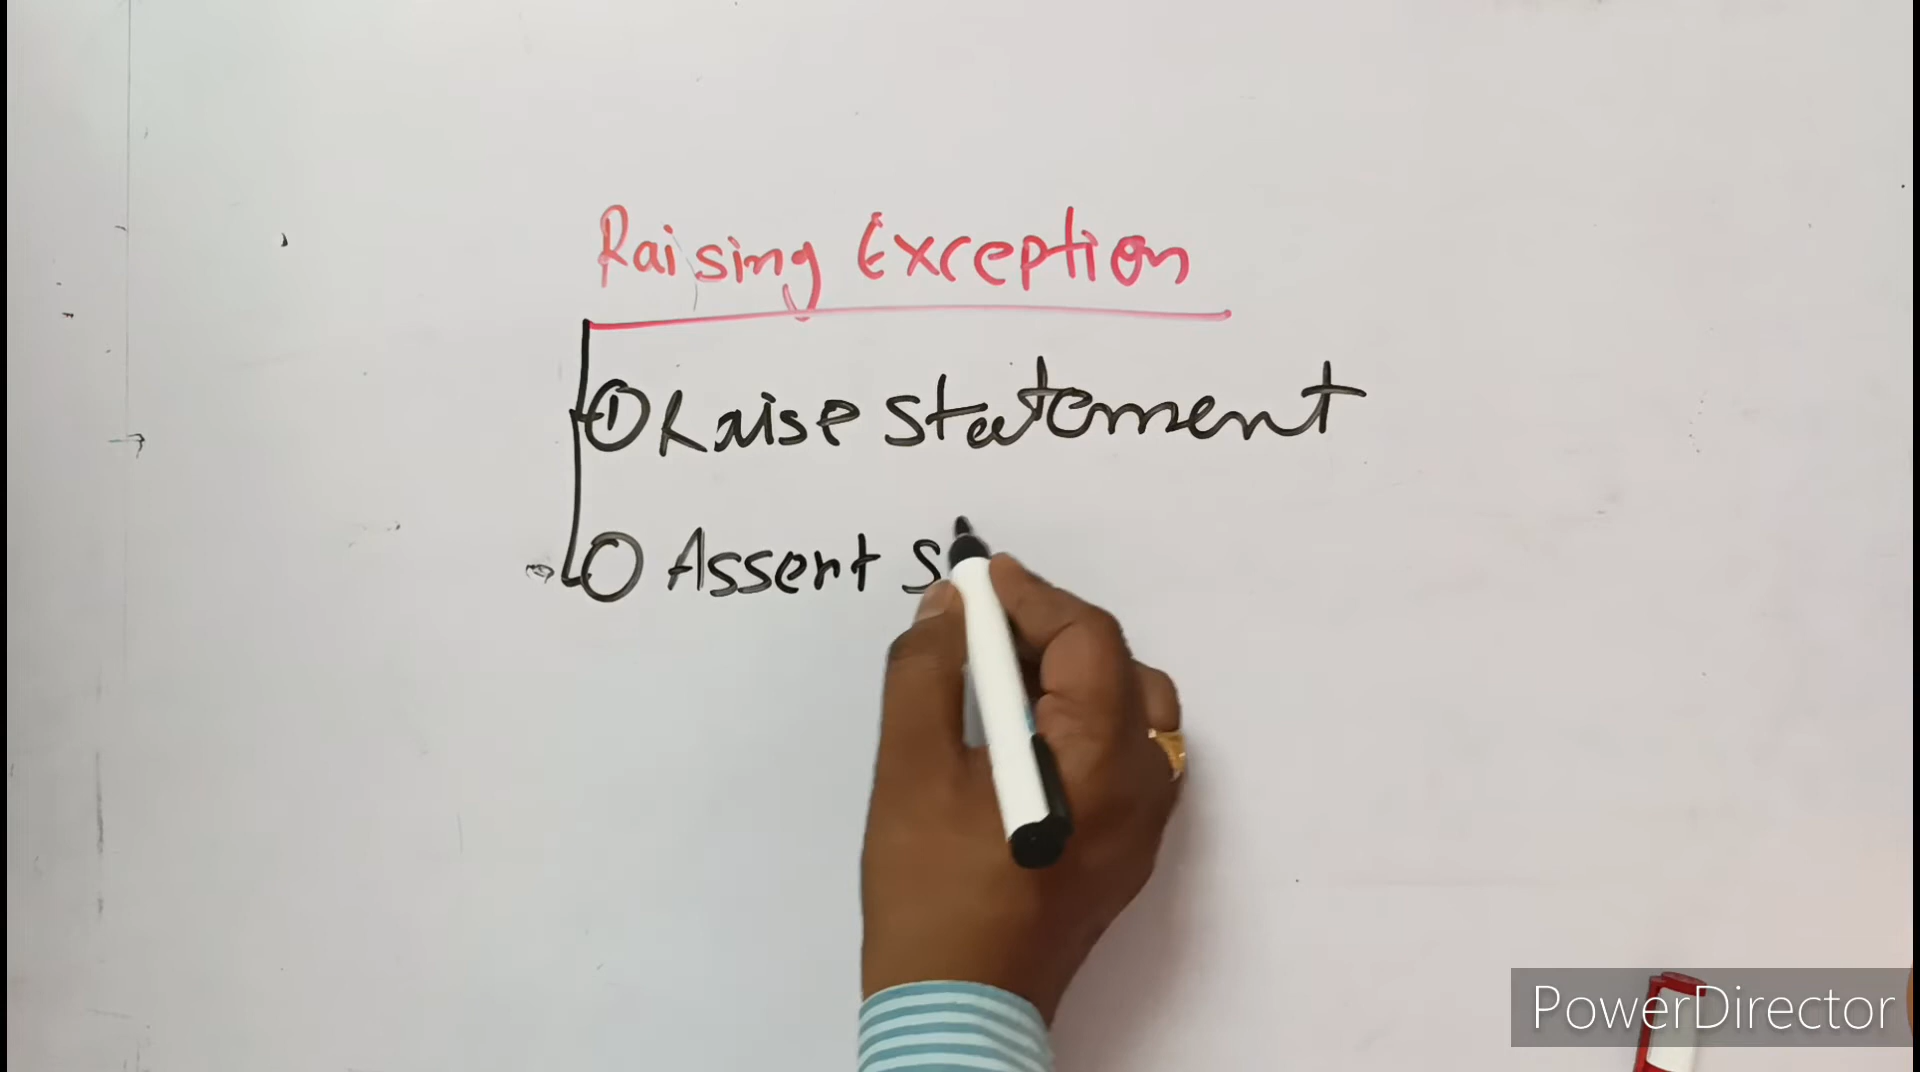 Raising Exception
① Raise statement
○ Assert s
PowerDirector